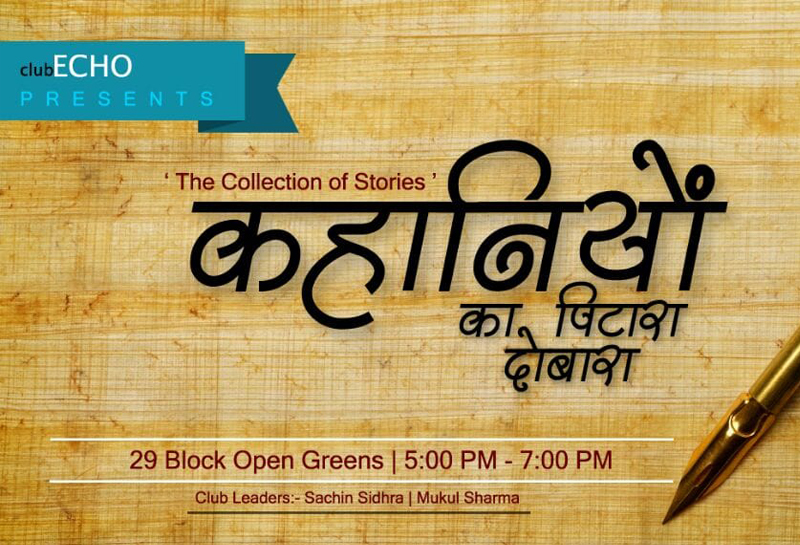 clubECHO
PRESENTS
‘ The Collection of Stories ’
कहानियों
का पिटारा
दोबारा
29 Block Open Greens | 5:00 PM - 7:00 PM
Club Leaders:- Sachin Sidhra | Mukul Sharma